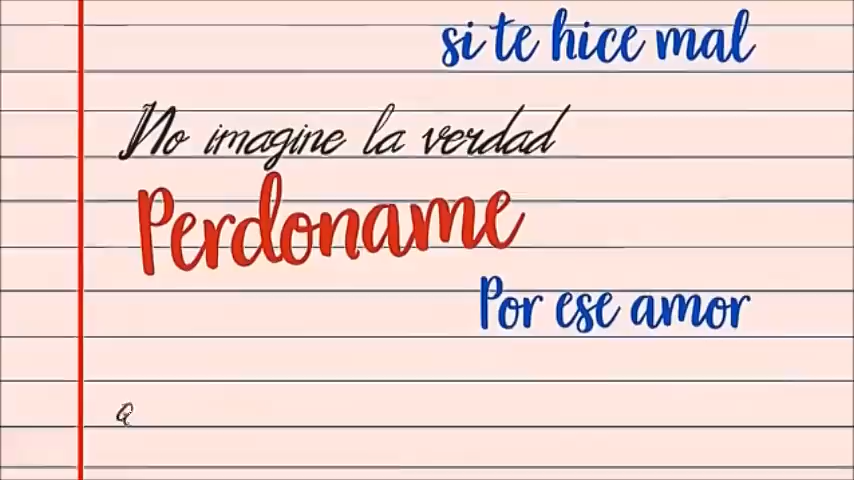 si te hice mal
No imagine la verdad
Perdoname
Por ese amor